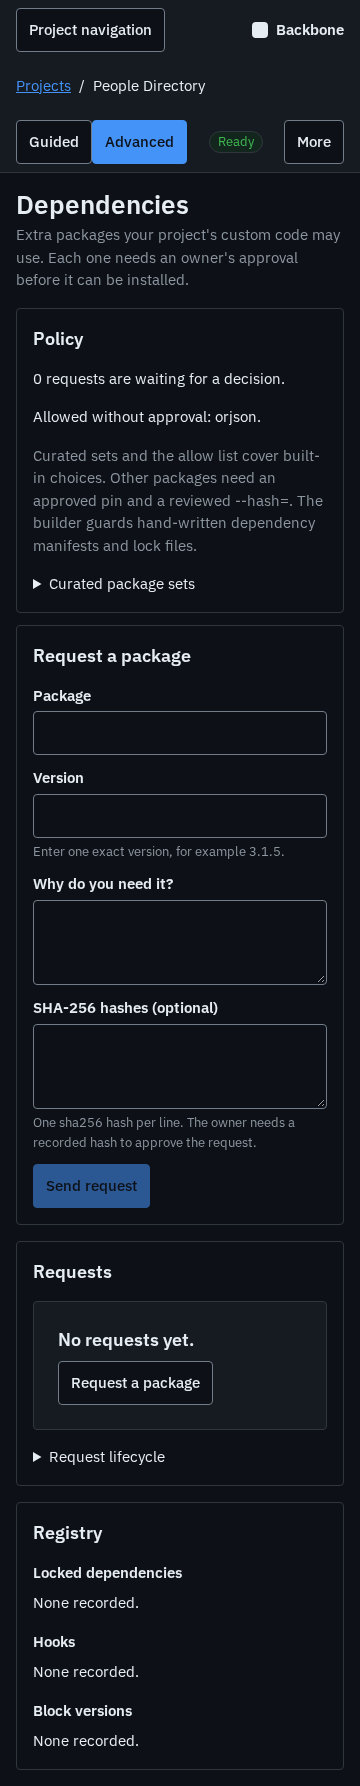 Project navigation
Backbone
Projects / People Directory
Guided
Advanced
Ready
More
Dependencies
Extra packages your project's custom code may
use. Each one needs an owner's approval
before it can be installed.
Policy
0 requests are waiting for a decision.
Allowed without approval: orjson.
Curated sets and the allow list cover built-
in choices. Other packages need an
approved pin and a reviewed --hash=. The
builder guards hand-written dependency
manifests and lock files.
Curated package sets
Request a package
Package
Version
Enter one exact version, for example 3.1.5.
Why do you need it?
SHA-256 hashes (optional)
One sha256 hash per line. The owner needs a
recorded hash to approve the request.
Send request
Requests
No requests yet.
Request a package
Request lifecycle
Registry
Locked dependencies
None recorded.
Hooks
None recorded.
Block versions
None recorded.